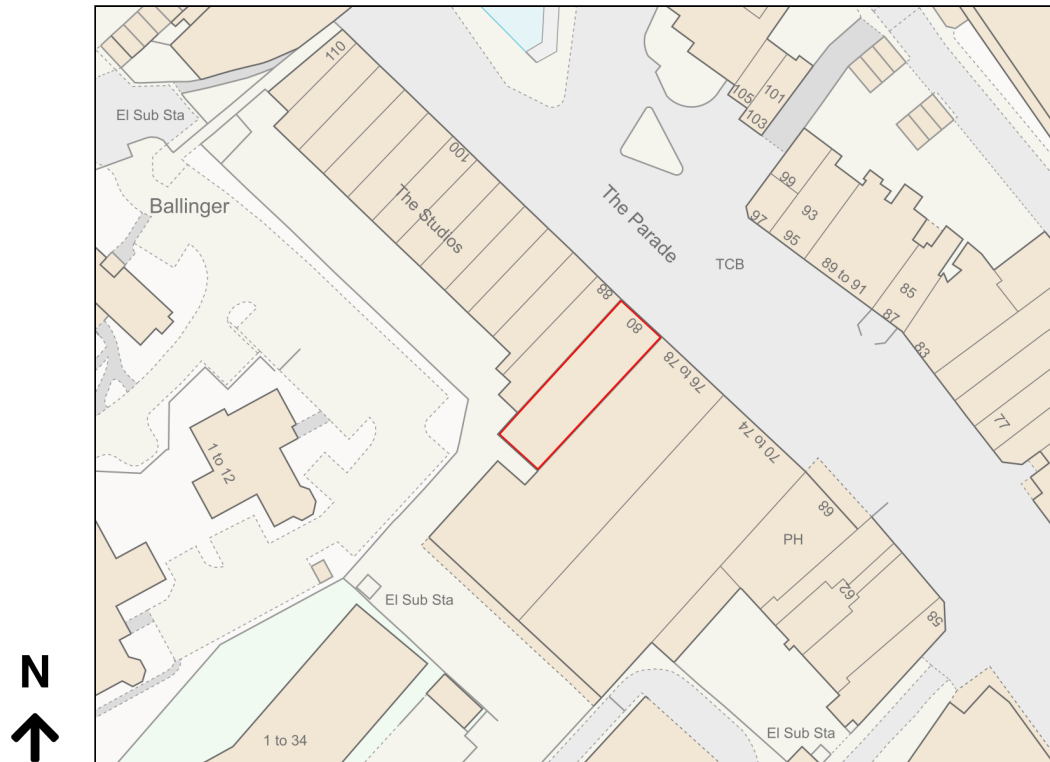 110
El Sub Sta
105
101
103
100
Ballinger
The Studios
The Parade
99
97
93
95
TCB
89 to 91
85
87
83
88
80
76 to 78
77
70 to 74
1 to 12
68
PH
62
El Sub Sta
58
1 to 34
El Sub Sta
N